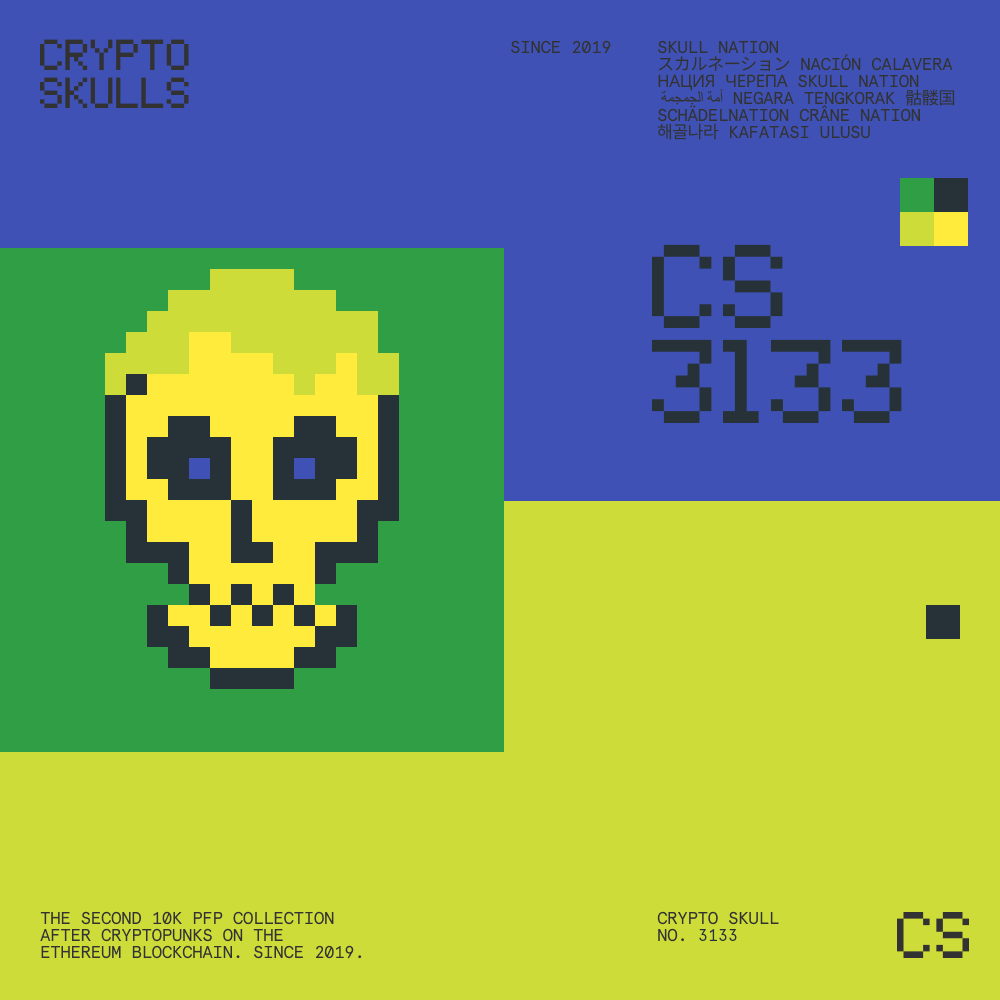 CRYPTO
SKULLS
SINCE 2019
SKULL NATION
スカルネーション NACIÓN CALAVERA
НАЦИЯ ЧЕРЕПА SKULL NATION
أمة الجمجمة NEGARA TENGKORAK 骷髅国
SCHÄDELNATION CRÂNE NATION
해골나라 KAFATASI ULUSU
CS
3133
THE SECOND 10K PFP COLLECTION
AFTER CRYPTOPUNKS ON THE
ETHEREUM BLOCKCHAIN. SINCE 2019.
CRYPTO SKULL
NO. 3133
CS